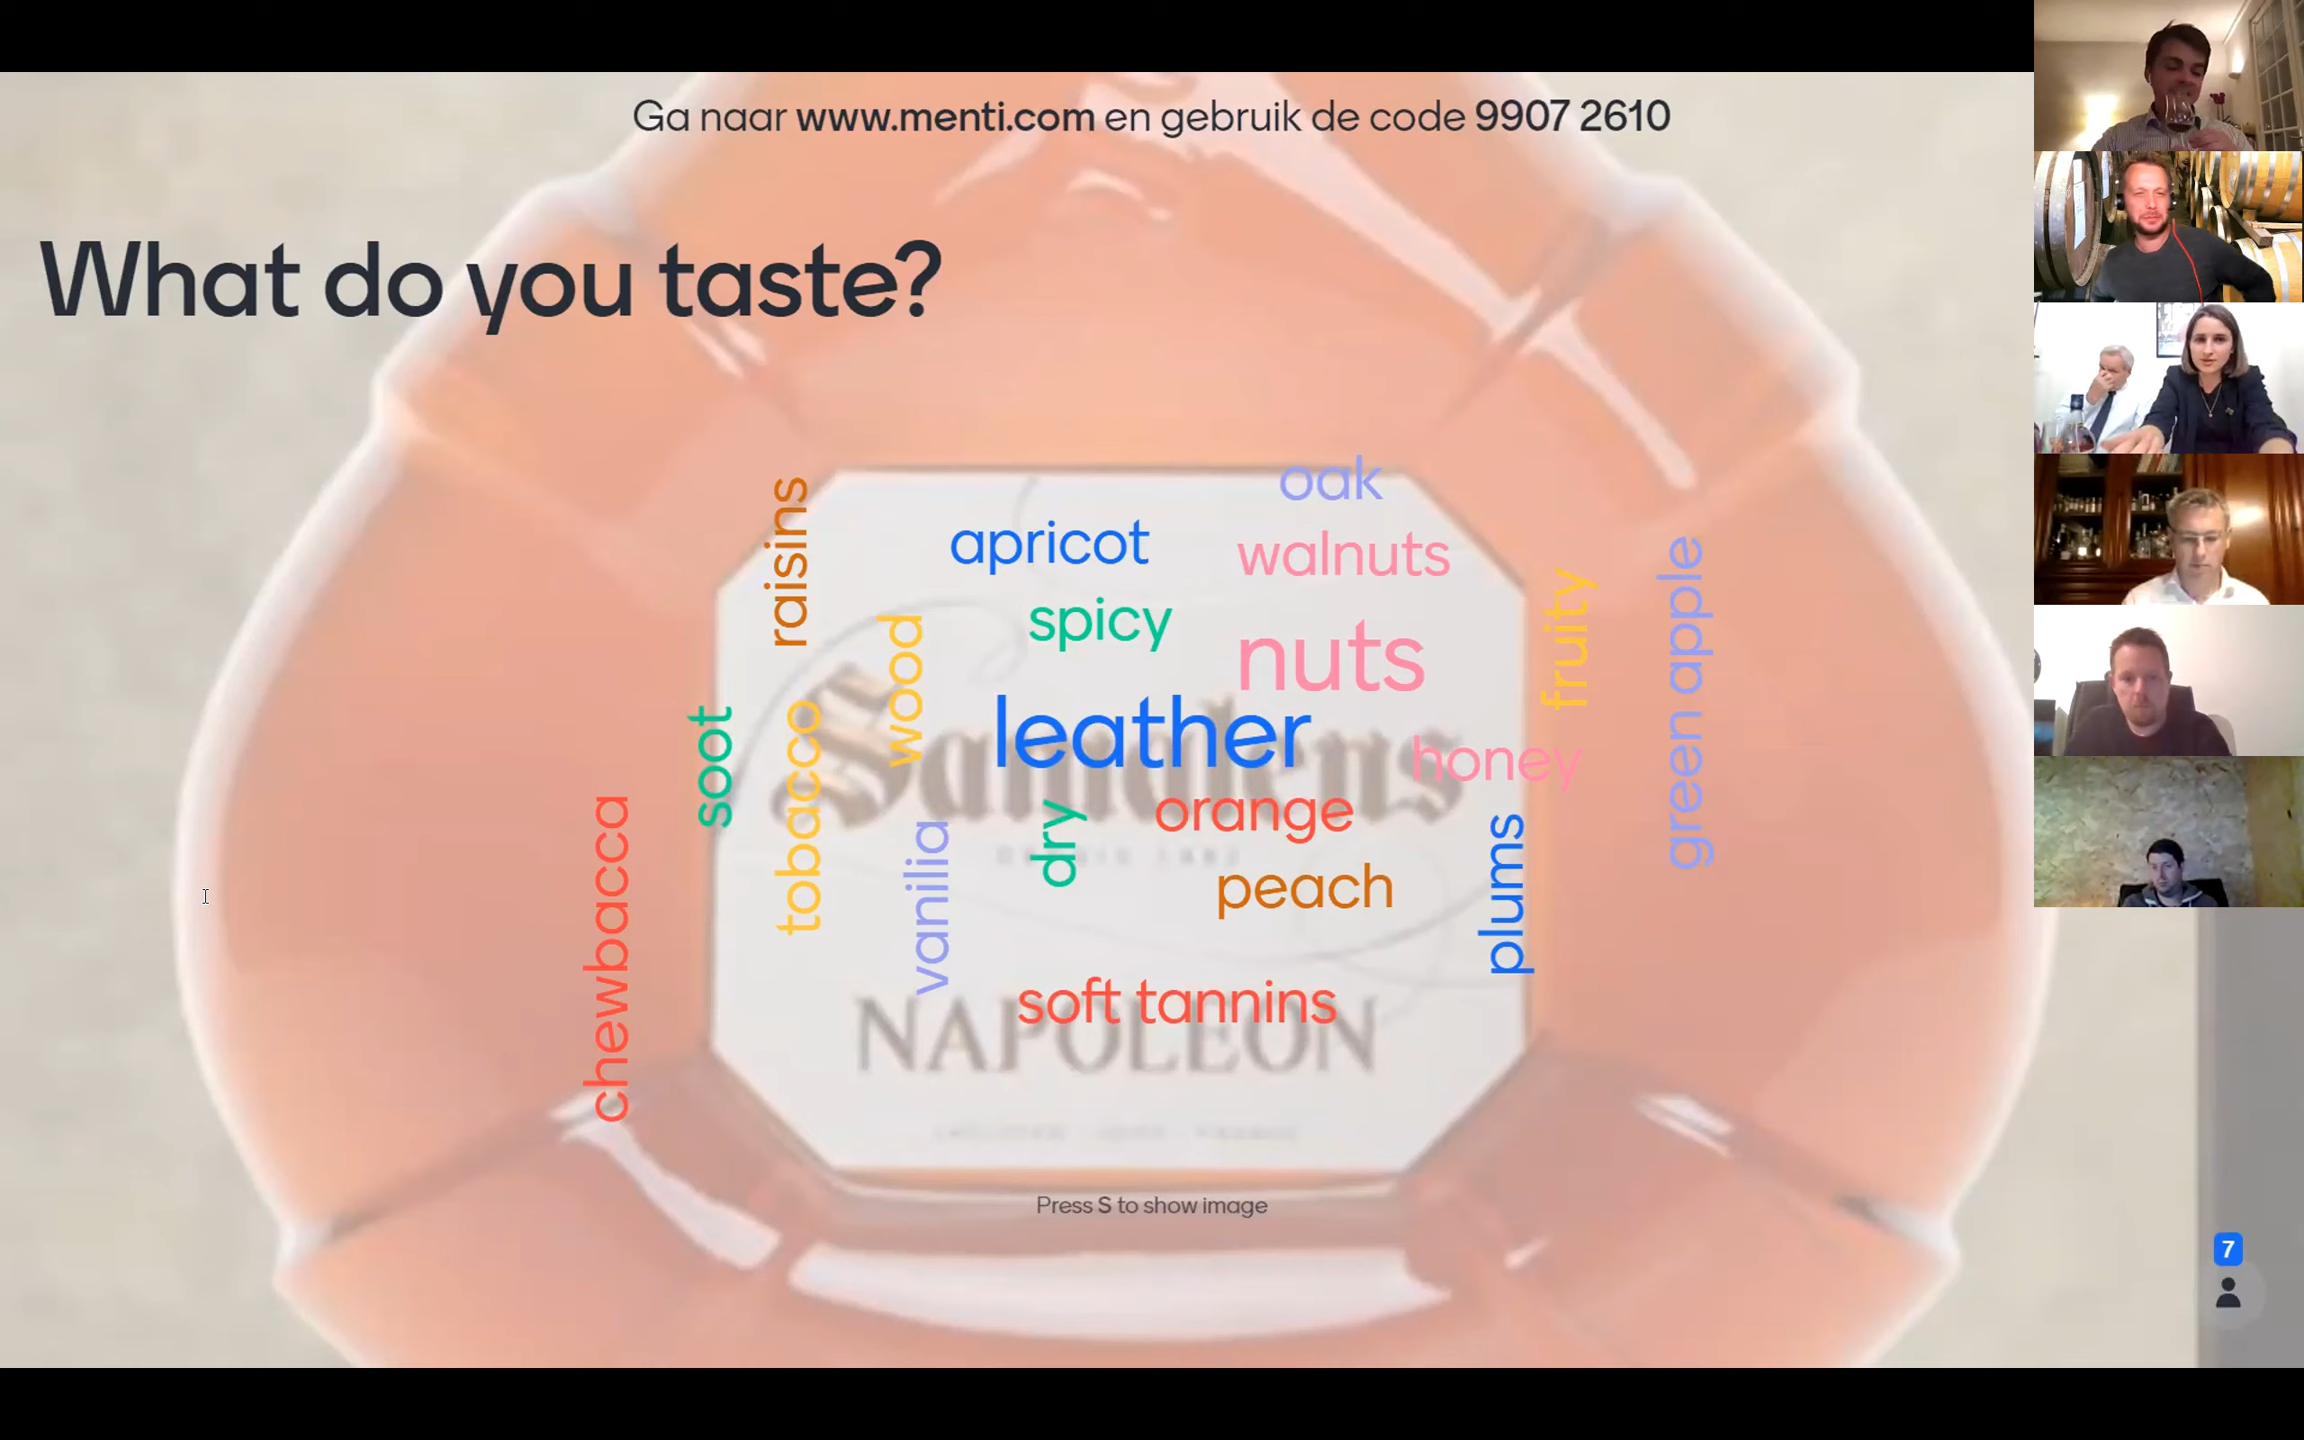 Ga naar www.menti.com en gebruik de code 9907 2610
What do you taste?
oak
raisins
apricot
walnuts
spicy
fruity
green apple
wood
nuts
soot
tobacco
leather
honey
chewbacca
vanilia
dry
orange
plums
peach
soft tannins
Samalens
NAPOLEON
Press S to show image
7